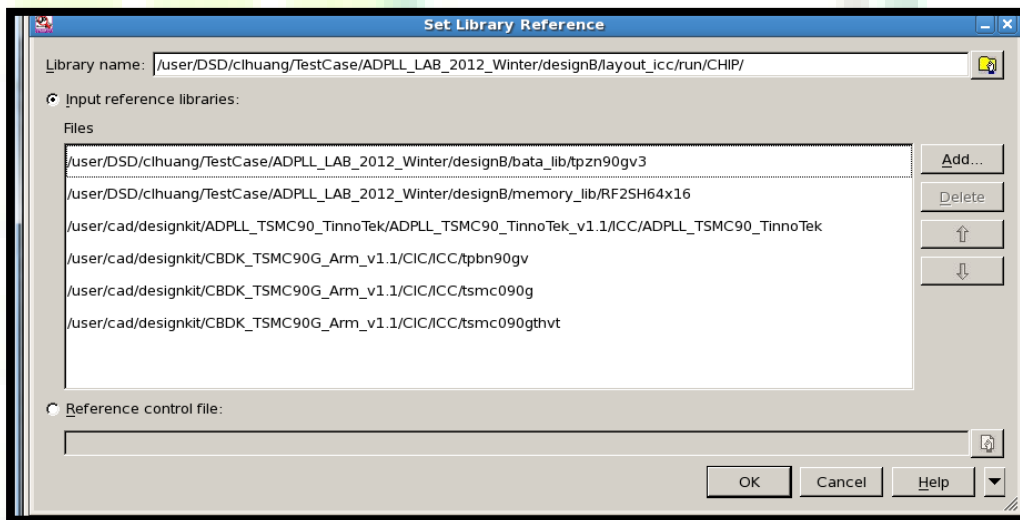 Set Library Reference
Library name: /user/DSD/clhuang/TestCase/ADPLL_LAB_2012_Winter/designB/layout_icc/run/CHIP/
Input reference libraries:
Files
/user/DSD/clhuang/TestCase/ADPLL_LAB_2012_Winter/designB/bata_lib/tpzn90gv3
Add...
/user/DSD/clhuang/TestCase/ADPLL_LAB_2012_Winter/designB/memory_lib/RF2SH64x16
Delete
/user/cad/designkit/ADPLL_TSMC90_TinnoTek/ADPLL_TSMC90_TinnoTek_v1.1/ICC/ADPLL_TSMC90_TinnoTek
/user/cad/designkit/CBDK_TSMC90G_Arm_v1.1/CIC/ICC/tpbn90gv
/user/cad/designkit/CBDK_TSMC90G_Arm_v1.1/CIC/ICC/tsmc090g
/user/cad/designkit/CBDK_TSMC90G_Arm_v1.1/CIC/ICC/tsmc090gthvt
Reference control file:
OK Cancel Help